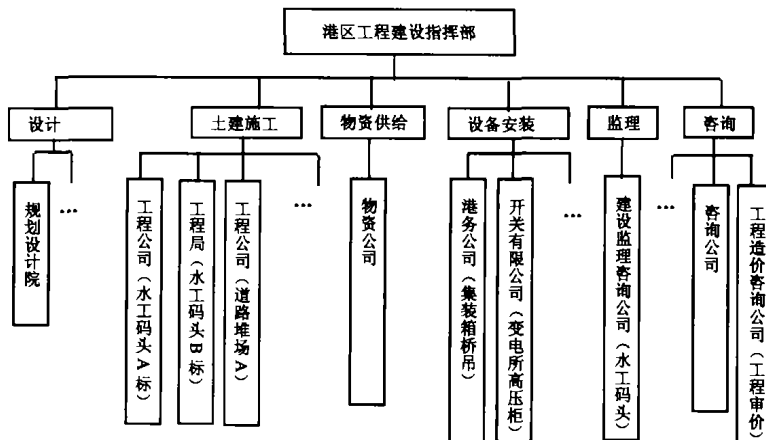 港区工程建设指挥部
设计
土建施工
物资供给
设备安装
监理
咨询
规划设计院
…
工程公司（水工码头A标）
工程局（水工码头B标）
工程公司（道路堆场A）
…
物资公司
港务公司（集装箱桥吊）
开关有限公司（变电所高压柜）
…
建设监理咨询公司（水工码头）
…
咨询公司
工程造价咨询公司（工程审价）